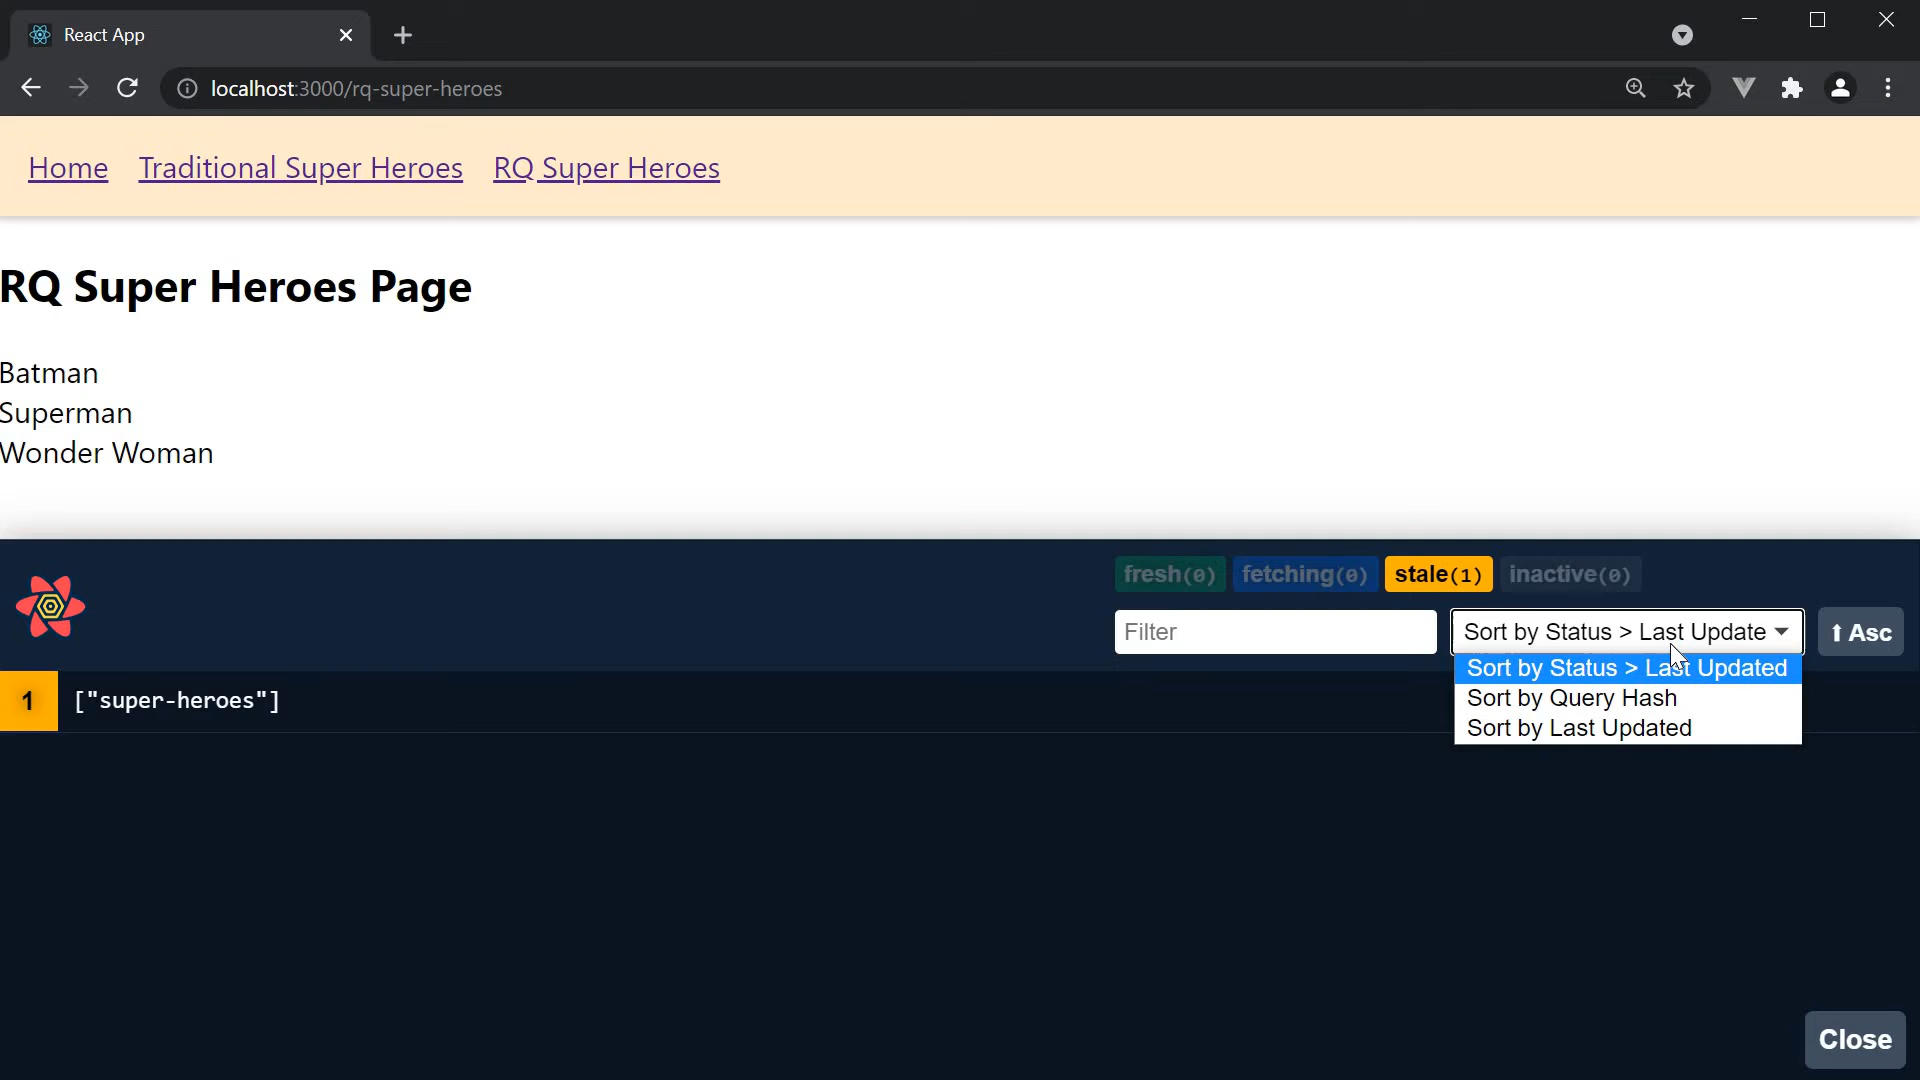 React App
localhost:3000/rq-super-heroes
Home Traditional Super Heroes RQ Super Heroes
RQ Super Heroes Page
Batman
Superman
Wonder Woman
fresh(0) fetching(0) stale(1) inactive(0)
Filter Sort by Status > Last Update ⬆ Asc
Sort by Status > Last Updated
1 ["super-heroes"]
Sort by Query Hash
Sort by Last Updated
Close